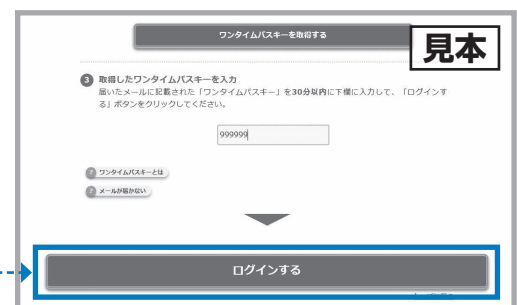 ワンタイムパスキーを取得する
見本
3 取得したワンタイムパスキーを入力
届いたメールに記載された「ワンタイムパスキー」を30分以内に下欄に入力して、「ログインす
る」ボタンをクリックしてください。
999999
? ワンタイムパスキーとは
? メールが届かない
ログインする